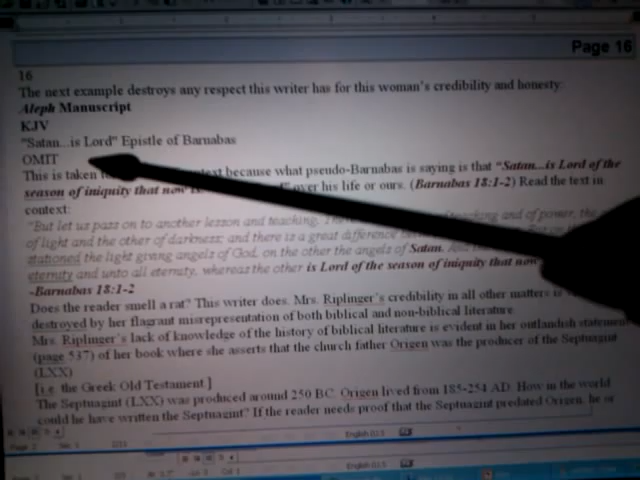 Page 16
16
The next example destroys any respect this writer has for this woman's credibility and honesty:
Aleph Manuscript
KJV
"Satan...is Lord" Epistle of Barnabas
OMIT
This is taken because what pseudo-Barnabas is saying is that "Satan...is Lord of the
season of iniquity that now over his life or ours. (Barnabas 18:1-2) Read the text in
context:
"But let us pass on to another lesson and teaching. teaching and of power, the
of light and the other of darkness; and there is a great difference
stationed the light giving angels of God, on the other the angels of Satan.
eternity and unto all eternity, whereas the other is Lord of the season of iniquity that now
-Barnabas 18:1-2
Does the reader smell a rat? This writer does. Mrs. Riplinger's credibility in all other matters is
destroyed by her flagrant misrepresentation of both biblical and non-biblical literature.
Mrs. Riplinger's lack of knowledge of the history of biblical literature is evident in her outlandish statement
(page 537) of her book where she asserts that the church father Origen was the producer of the Septurgint
(LXX)
[i.e. the Greek Old Testament.]
The Septuagint (LXX) was produced around 250 BC. Origen lived from 185-254 AD. How in the world
could he have written the Septuagint? If the reader needs proof that the Septuagint predated Origen, he or
English U.S.
English U.S.